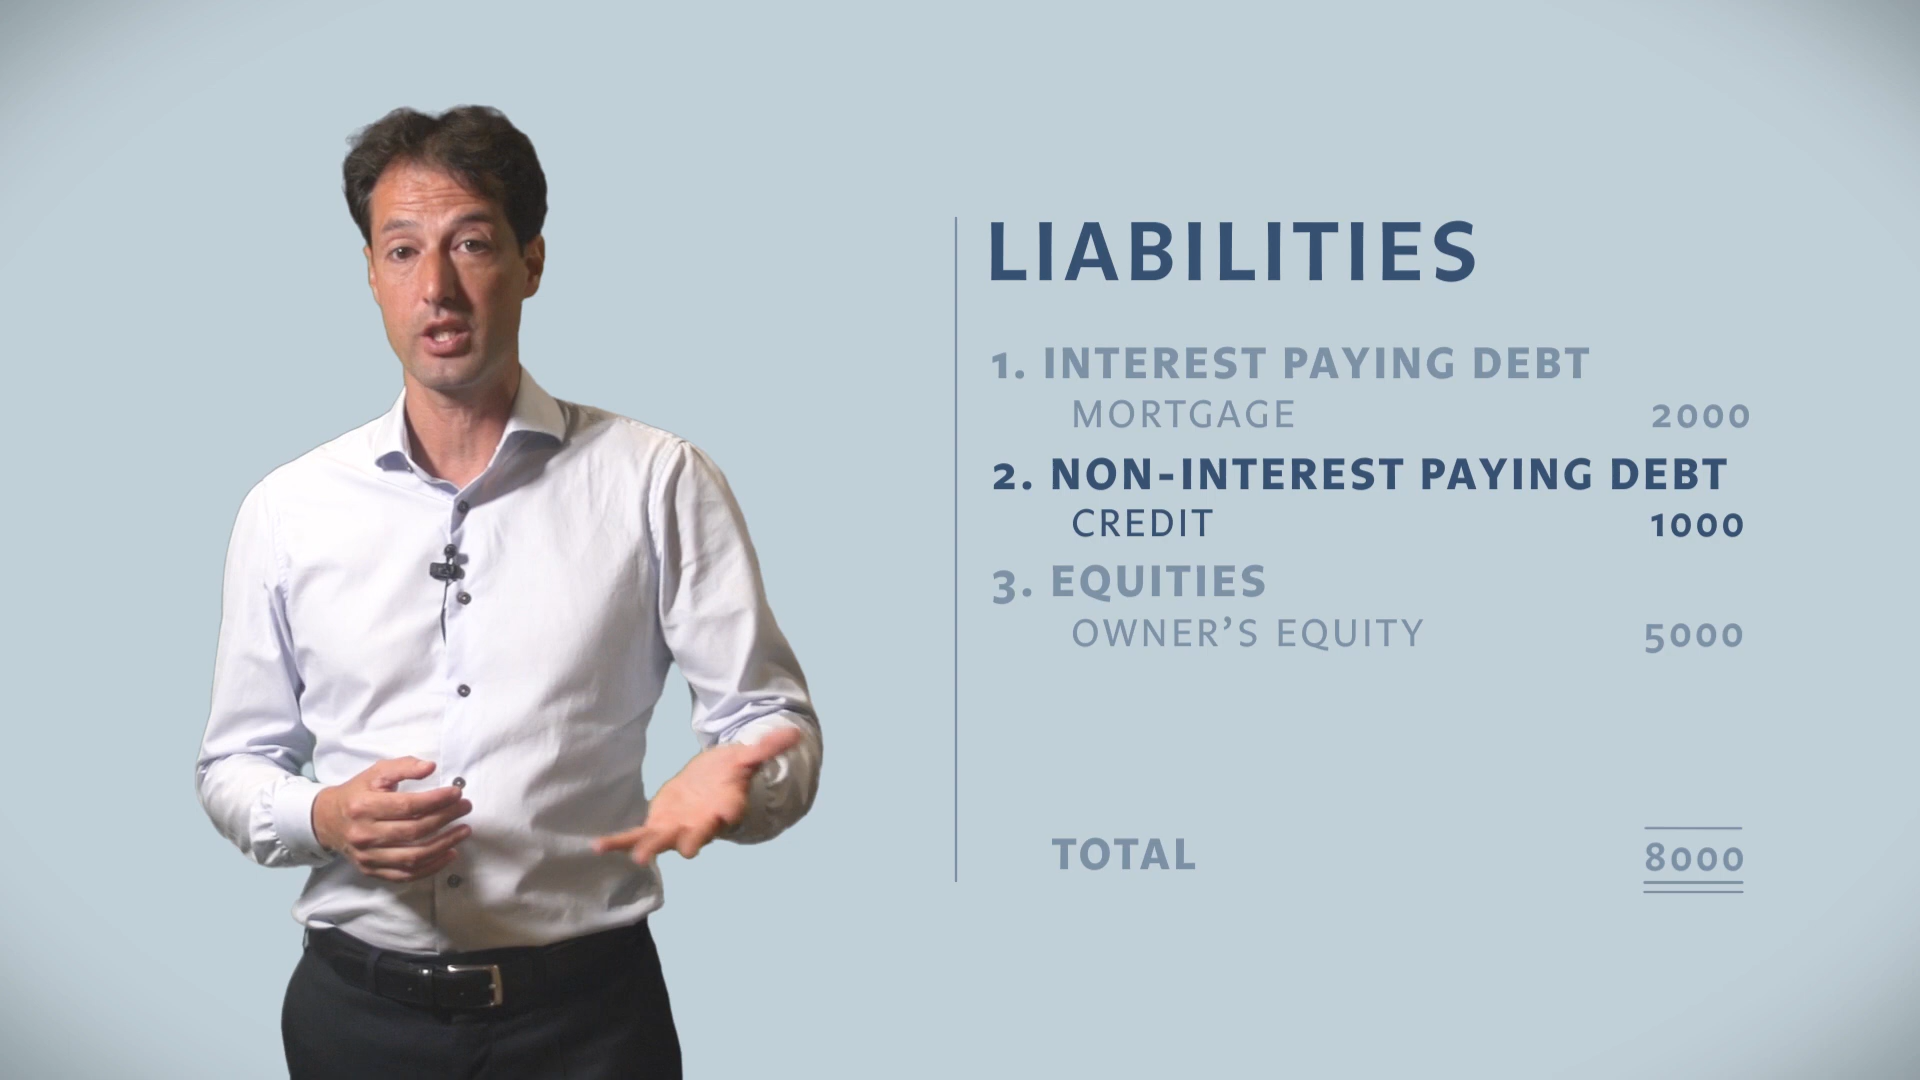 LIABILITIES
1. INTEREST PAYING DEBT
MORTGAGE 2000
2. NON-INTEREST PAYING DEBT
CREDIT 1000
3. EQUITIES
OWNER'S EQUITY 5000
TOTAL 8000